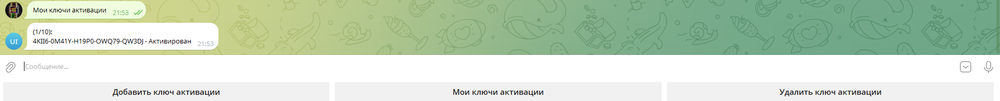 Мои ключи активации
21:53
(1/10):
4KII6-0M41Y-H19P0-OWQ79-QW3DJ - Активирован
21:53
UI
Сообщение...
Добавить ключ активации
Мои ключи активации
Удалить ключ активации